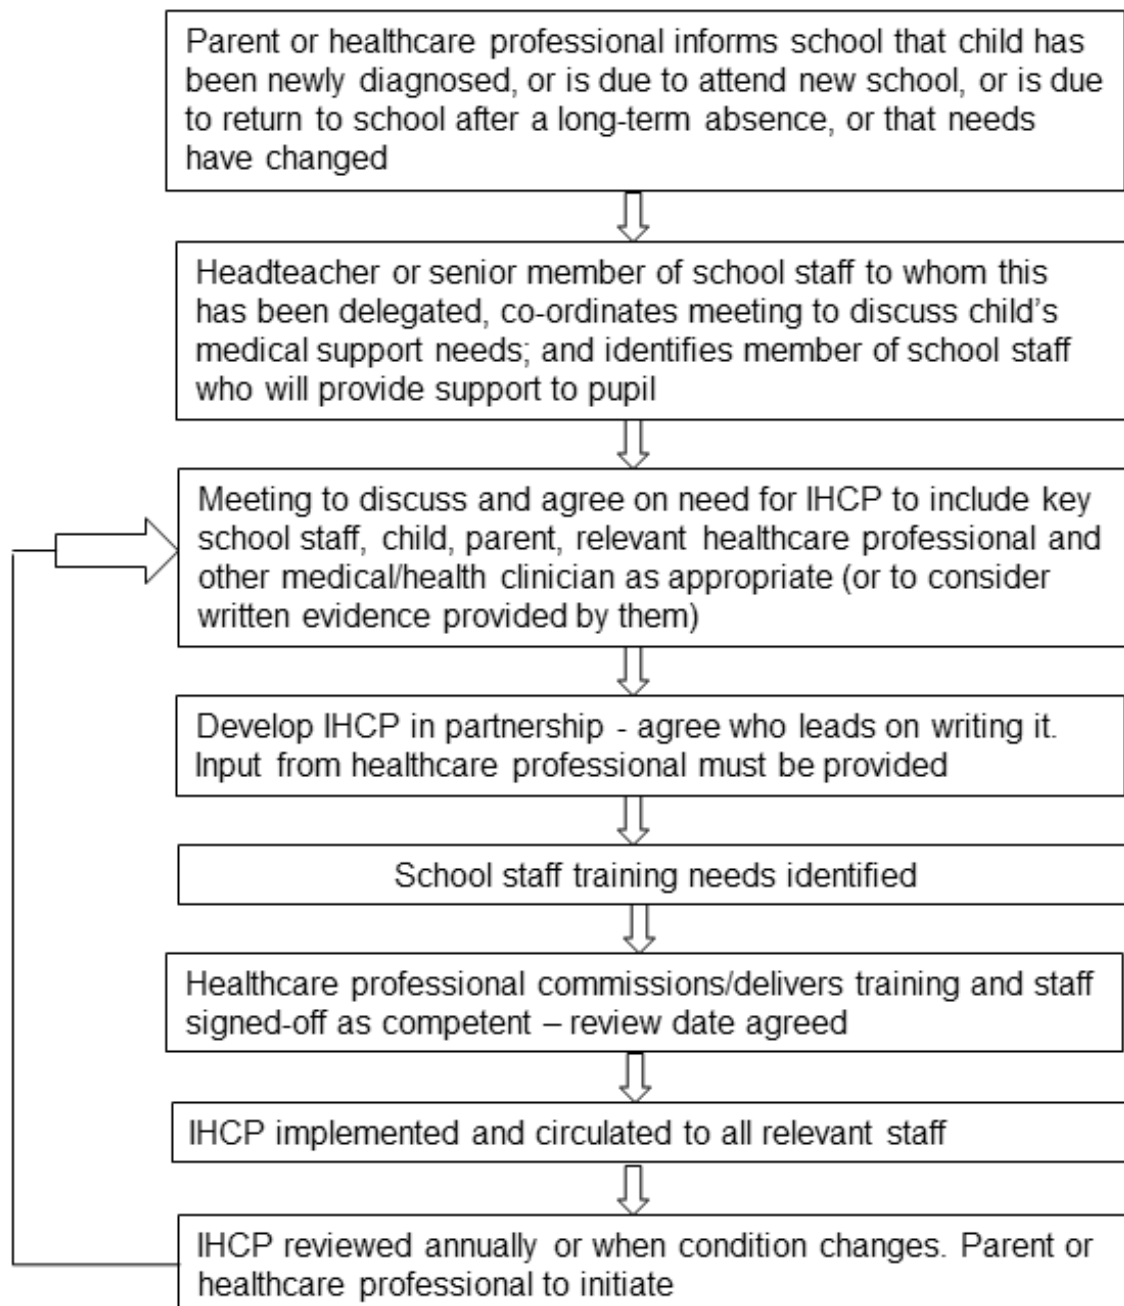 Parent or healthcare professional informs school that child has
been newly diagnosed, or is due to attend new school, or is due
to return to school after a long-term absence, or that needs
have changed
Headteacher or senior member of school staff to whom this
has been delegated, co-ordinates meeting to discuss child's
medical support needs; and identifies member of school staff
who will provide support to pupil
Meeting to discuss and agree on need for IHCP to include key
school staff, child, parent, relevant healthcare professional and
other medical/health clinician as appropriate (or to consider
written evidence provided by them)
Develop IHCP in partnership - agree who leads on writing it.
Input from healthcare professional must be provided
School staff training needs identified
Healthcare professional commissions/delivers training and staff
signed-off as competent – review date agreed
IHCP implemented and circulated to all relevant staff
IHCP reviewed annually or when condition changes. Parent or
healthcare professional to initiate